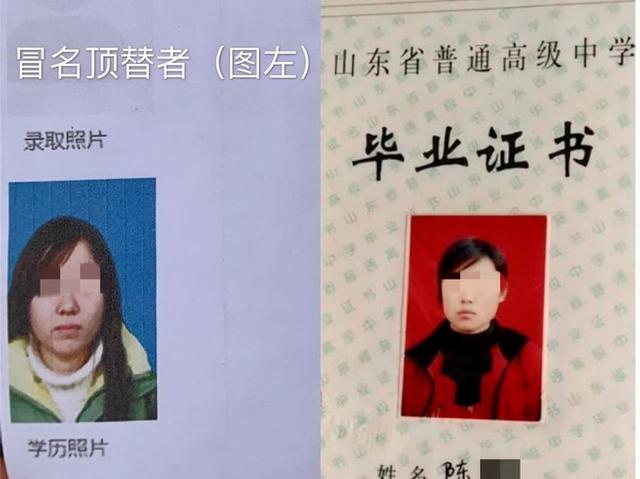 冒名顶替者（图左）
录取照片
学历照片
山东省普通高级中学
毕业证书
姓名 陈